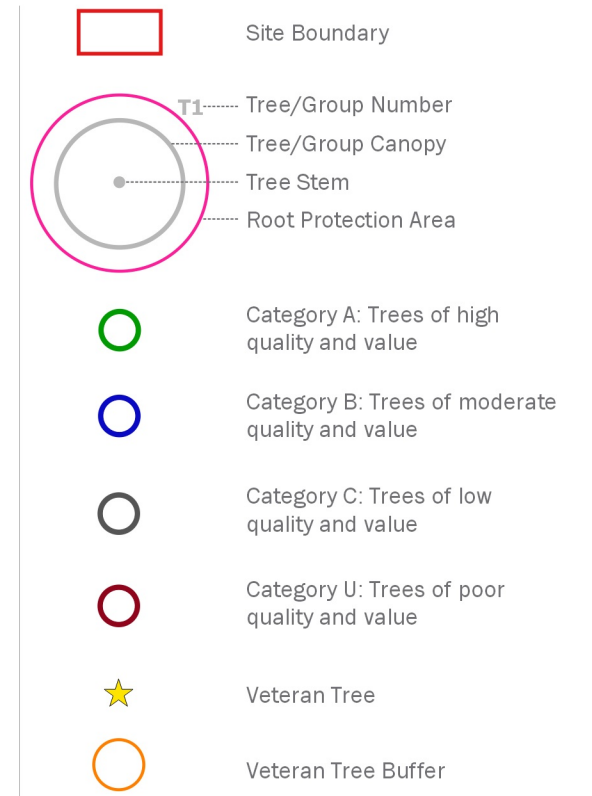 Site Boundary
T1
Tree/Group Number
Tree/Group Canopy
Tree Stem
Root Protection Area
Category A: Trees of high
quality and value
Category B: Trees of moderate
quality and value
Category C: Trees of low
quality and value
Category U: Trees of poor
quality and value
Veteran Tree
Veteran Tree Buffer